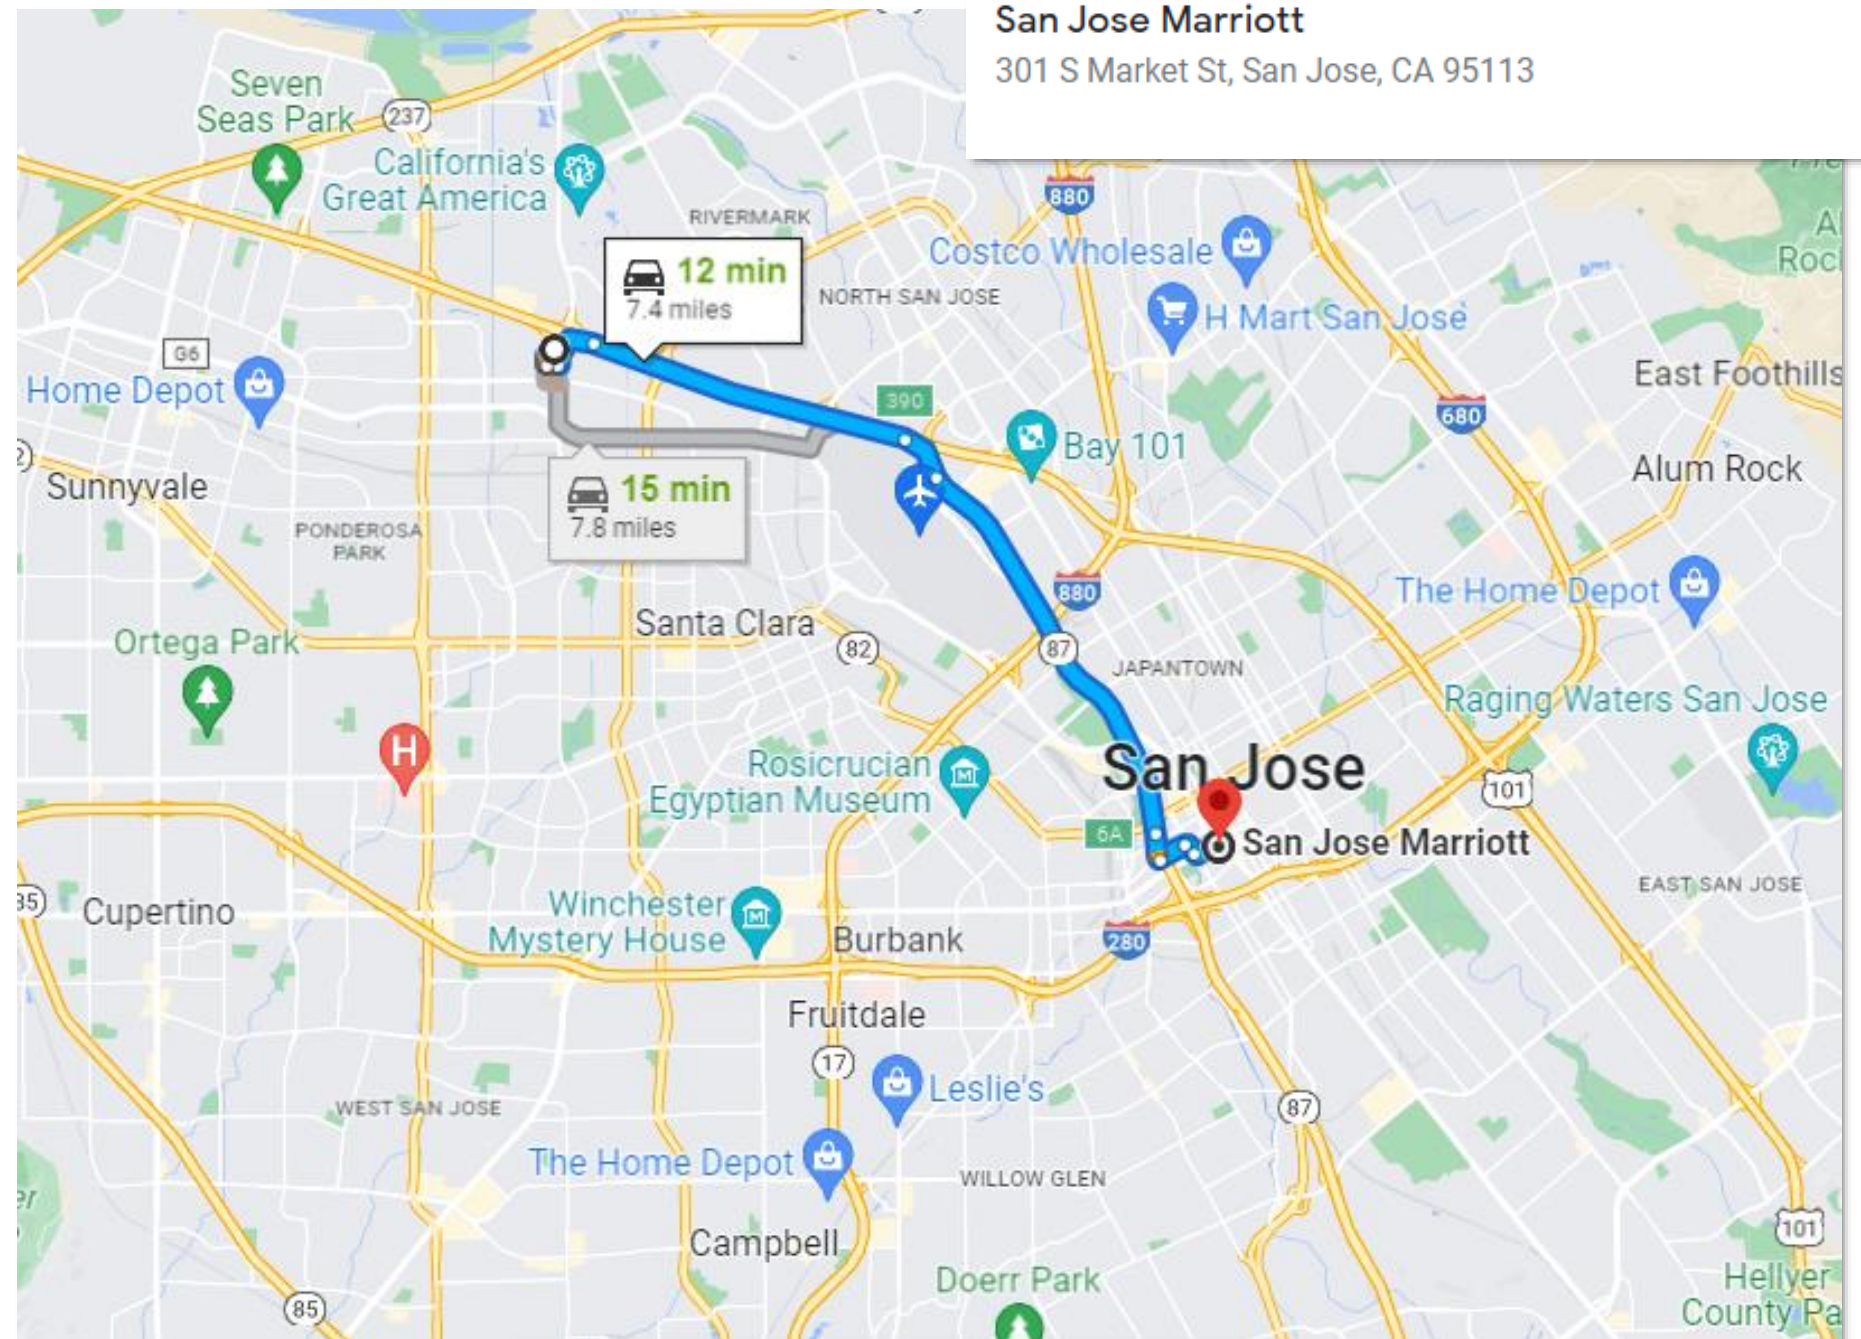 San Jose Marriott
301 S Market St, San Jose, CA 95113
Seven
Seas Park
237
California's
Great America
RIVERMARK
880
Costco Wholesale
12 min
7.4 miles
NORTH SAN JOSE
H Mart San Jose
G6
Home Depot
390
East Foothills
680
Bay 101
Alum Rock
Sunnyvale
15 min
7.8 miles
PONDEROSA
PARK
880
The Home Depot
Santa Clara
82
87
JAPANTOWN
Ortega Park
Raging Waters San Jose
H
San Jose
Rosicrucian
Egyptian Museum
101
6A
San Jose Marriott
EAST SAN JOSE
Cupertino
Winchester
Mystery House
Burbank
280
Fruitdale
17
Leslie's
WEST SAN JOSE
87
The Home Depot
WILLOW GLEN
Campbell
101
Doerr Park
Hellyer
County Pa
85